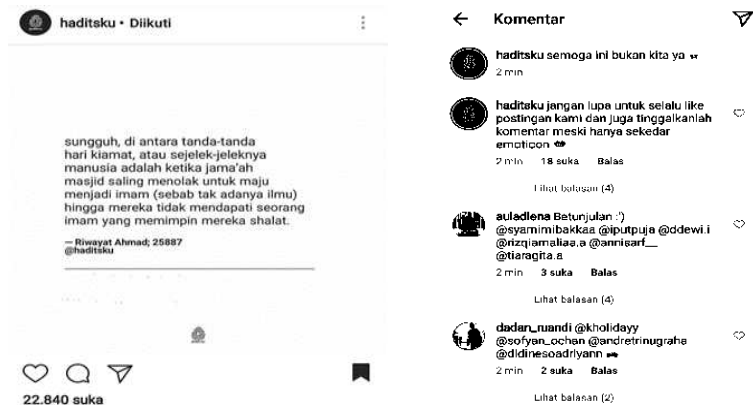 haditsku • Diikuti
sungguh, di antara tanda-tanda
hari kiamat, atau sejelek-jeleknya
manusia adalah ketika jama'ah
masjid saling menolak untuk maju
menjadi imam (sebab tak adanya ilmu)
hingga mereka tidak mendapati seorang
imam yang memimpin mereka shalat.
— Riwayat Ahmad; 25887
@haditsku
22.840 suka
Komentar
haditsku semoga ini bukan kita ya
2 mnt
haditsku jangan lupa untuk selalu like
postingan kami dan juga tinggalkanlah
komentar meski hanya sekedar
emoticon
2 mnt 18 suka Balas
Lihat balasan (4)
auladlena Betunjulan :')
@syamimibakkaa @iputpuja @ddewi.i
@rizqiamaliaa.a @annisarf__
@tiaragita.a
2 mnt 3 suka Balas
Lihat balasan (4)
dadan_ruandi @kholidayy
@sofyan_ochan @andretrinugraha
@didinesoadriyann
2 mnt 2 suka Balas
Lihat balasan (2)